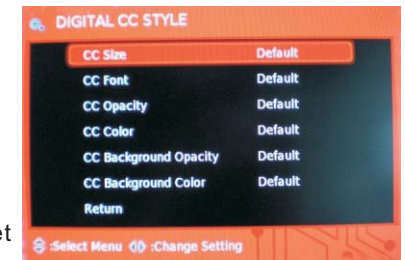 DIGITAL CC STYLE
CC Size Default
CC Font Default
CC Opacity Default
CC Color Default
CC Background Opacity Default
CC Background Color Default
Return
et
:Select Menu :Change Setting